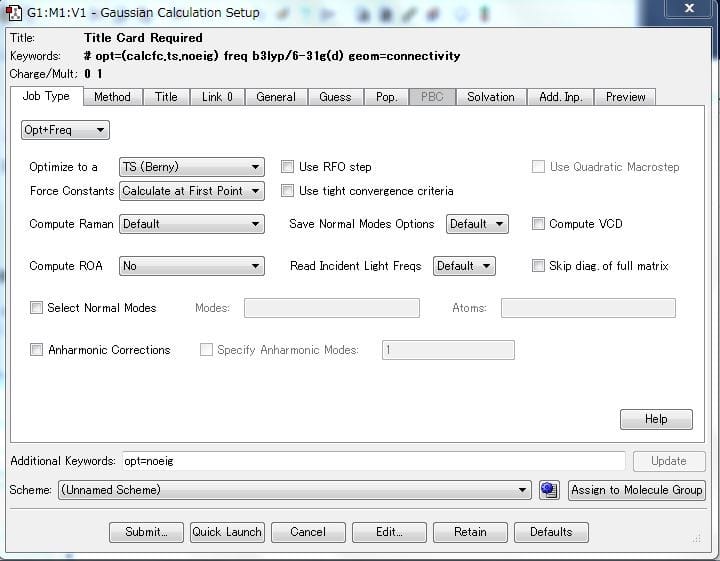 G1:M1:V1 - Gaussian Calculation Setup
x
Title: Title Card Required
Keywords: # opt=(calcfc,ts,noeig) freq b3lyp/6-31g(d) geom=connectivity
Charge/Mult: 0 1
Job Type Method Title Link 0 General Guess Pop. PBC Solvation Add. Inp. Preview
Opt+Freq
Optimize to a TS (Berny) Use RFO step Use Quadratic Macrostep
Force Constants Calculate at First Point Use tight convergence criteria
Compute Raman Default Save Normal Modes Options Default Compute VCD
Compute ROA No Read Incident Light Freqs Default Skip diag. of full matrix
Select Normal Modes Modes: Atoms:
Anharmonic Corrections Specify Anharmonic Modes: 1
Help
Additional Keywords: opt=noeig Update
Scheme: (Unnamed Scheme) Assign to Molecule Group
Submit... Quick Launch Cancel Edit... Retain Defaults